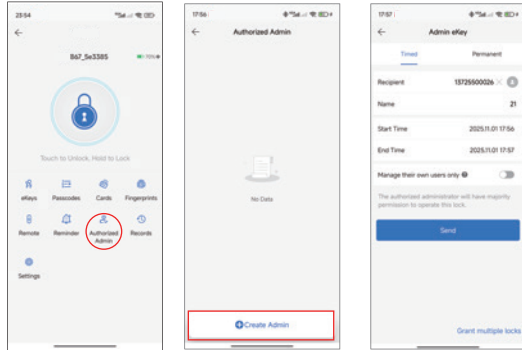 23:54
B67_5e3385
70%
Touch to Unlock, Hold to Lock
eKeys Passcodes Cards Fingerprints
Remote Reminder Authorized Admin Records
Settings
17:56
Authorized Admin
No Data
Create Admin
17:57
Admin eKey
Timed Permanent
Recipient 13725500026
Name 21
Start Time 2025.11.01 17:56
End Time 2025.11.01 17:57
Manage their own users only
The authorized administrator will have majority
permission to operate this lock.
Send
Grant multiple locks